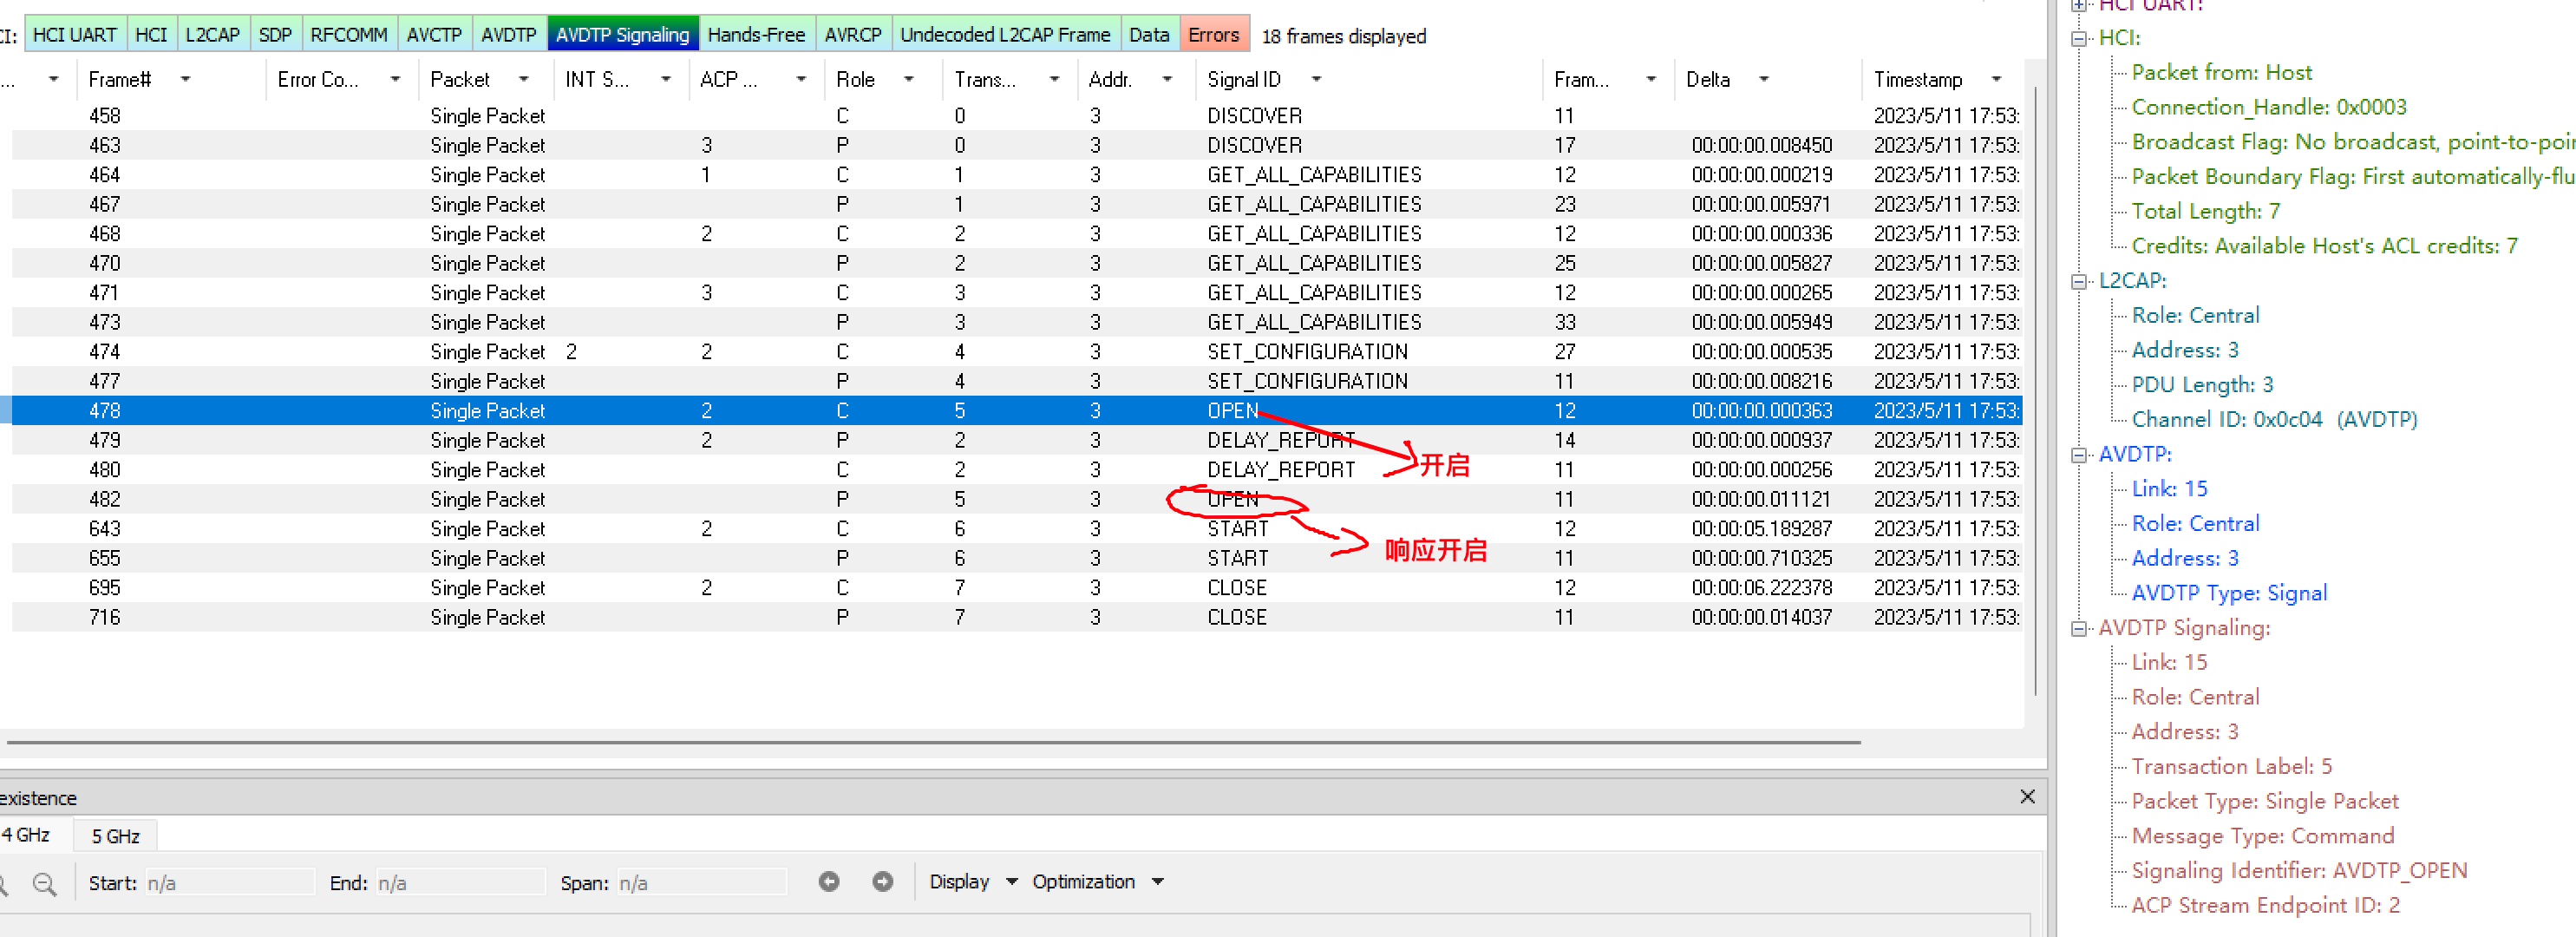 CI: HCI UART HCI L2CAP SDP RFCOMM AVCTP AVDTP AVDTP Signaling Hands-Free AVRCP Undecoded L2CAP Frame Data Errors 18 frames displayed
... Frame# Error Co... Packet INT S... ACP ... Role Trans... Addr. Signal ID Fram... Delta Timestamp
458 Single Packet C 0 3 DISCOVER 11 2023/5/11 17:53:
463 Single Packet 3 P 0 3 DISCOVER 17 00:00:00.008450 2023/5/11 17:53:
464 Single Packet 1 C 1 3 GET_ALL_CAPABILITIES 12 00:00:00.000219 2023/5/11 17:53:
467 Single Packet P 1 3 GET_ALL_CAPABILITIES 23 00:00:00.005971 2023/5/11 17:53:
468 Single Packet 2 C 2 3 GET_ALL_CAPABILITIES 12 00:00:00.000336 2023/5/11 17:53:
470 Single Packet P 2 3 GET_ALL_CAPABILITIES 25 00:00:00.005827 2023/5/11 17:53:
471 Single Packet 3 C 3 3 GET_ALL_CAPABILITIES 12 00:00:00.000265 2023/5/11 17:53:
473 Single Packet P 3 3 GET_ALL_CAPABILITIES 33 00:00:00.005949 2023/5/11 17:53:
474 Single Packet 2 2 C 4 3 SET_CONFIGURATION 27 00:00:00.000535 2023/5/11 17:53:
477 Single Packet P 4 3 SET_CONFIGURATION 11 00:00:00.008216 2023/5/11 17:53:
478 Single Packet 2 C 5 3 OPEN 12 00:00:00.000363 2023/5/11 17:53:
479 Single Packet 2 P 2 3 DELAY_REPORT 14 00:00:00.000937 2023/5/11 17:53:
480 Single Packet C 2 3 DELAY_REPORT 11 00:00:00.000256 2023/5/11 17:53:
开启
482 Single Packet P 5 3 OPEN 11 00:00:00.011121 2023/5/11 17:53:
643 Single Packet 2 C 6 3 START 12 00:00:05.189287 2023/5/11 17:53:
响应开启
655 Single Packet P 6 3 START 11 00:00:00.710325 2023/5/11 17:53:
695 Single Packet 2 C 7 3 CLOSE 12 00:00:06.222378 2023/5/11 17:53:
716 Single Packet P 7 3 CLOSE 11 00:00:00.014037 2023/5/11 17:53:
existence
4 GHz 5 GHz
Start: n/a End: n/a Span: n/a Display Optimization
HCI UART:
HCI:
Packet from: Host
Connection_Handle: 0x0003
Broadcast Flag: No broadcast, point-to-poin
Packet Boundary Flag: First automatically-flu
Total Length: 7
Credits: Available Host's ACL credits: 7
L2CAP:
Role: Central
Address: 3
PDU Length: 3
Channel ID: 0x0c04 (AVDTP)
AVDTP:
Link: 15
Role: Central
Address: 3
AVDTP Type: Signal
AVDTP Signaling:
Link: 15
Role: Central
Address: 3
Transaction Label: 5
Packet Type: Single Packet
Message Type: Command
Signaling Identifier: AVDTP_OPEN
ACP Stream Endpoint ID: 2